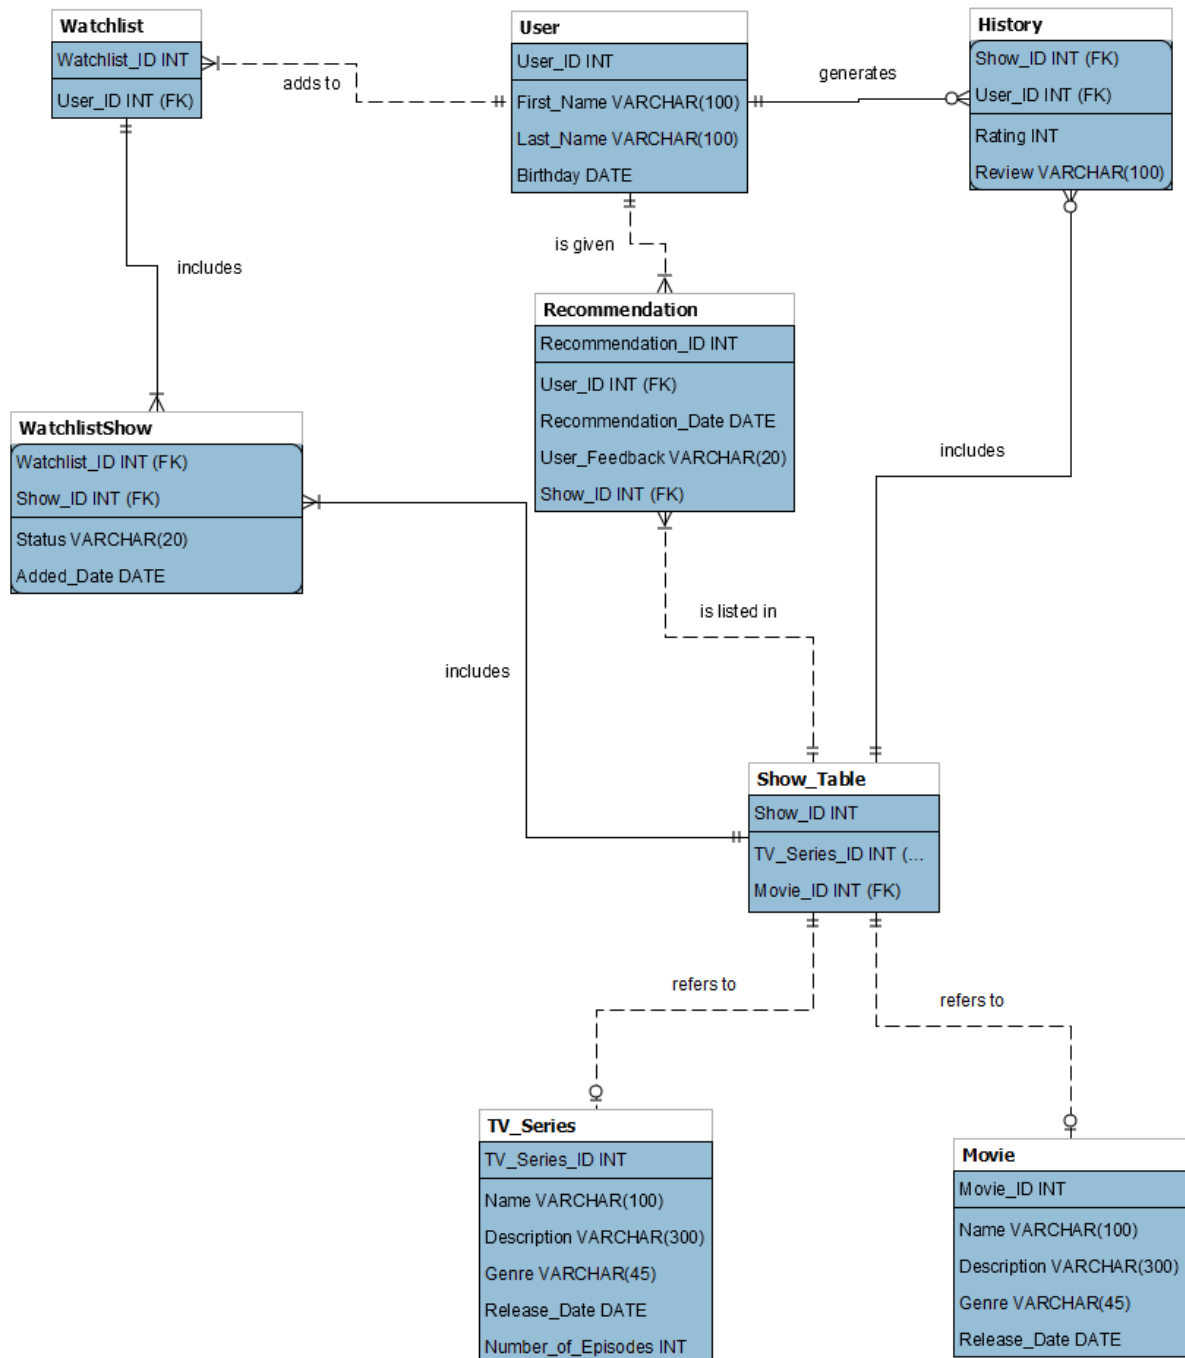 Watchlist
Watchlist_ID INT
User_ID INT (FK)
adds to
User
User_ID INT
First_Name VARCHAR(100)
Last_Name VARCHAR(100)
Birthday DATE
generates
History
Show_ID INT (FK)
User_ID INT (FK)
Rating INT
Review VARCHAR(100)
includes
is given
Recommendation
Recommendation_ID INT
User_ID INT (FK)
Recommendation_Date DATE
User_Feedback VARCHAR(20)
Show_ID INT (FK)
WatchlistShow
Watchlist_ID INT (FK)
Show_ID INT (FK)
Status VARCHAR(20)
Added_Date DATE
includes
is listed in
includes
Show_Table
Show_ID INT
TV_Series_ID INT (...
Movie_ID INT (FK)
refers to
refers to
TV_Series
TV_Series_ID INT
Name VARCHAR(100)
Description VARCHAR(300)
Genre VARCHAR(45)
Release_Date DATE
Number_of_Episodes INT
Movie
Movie_ID INT
Name VARCHAR(100)
Description VARCHAR(300)
Genre VARCHAR(45)
Release_Date DATE